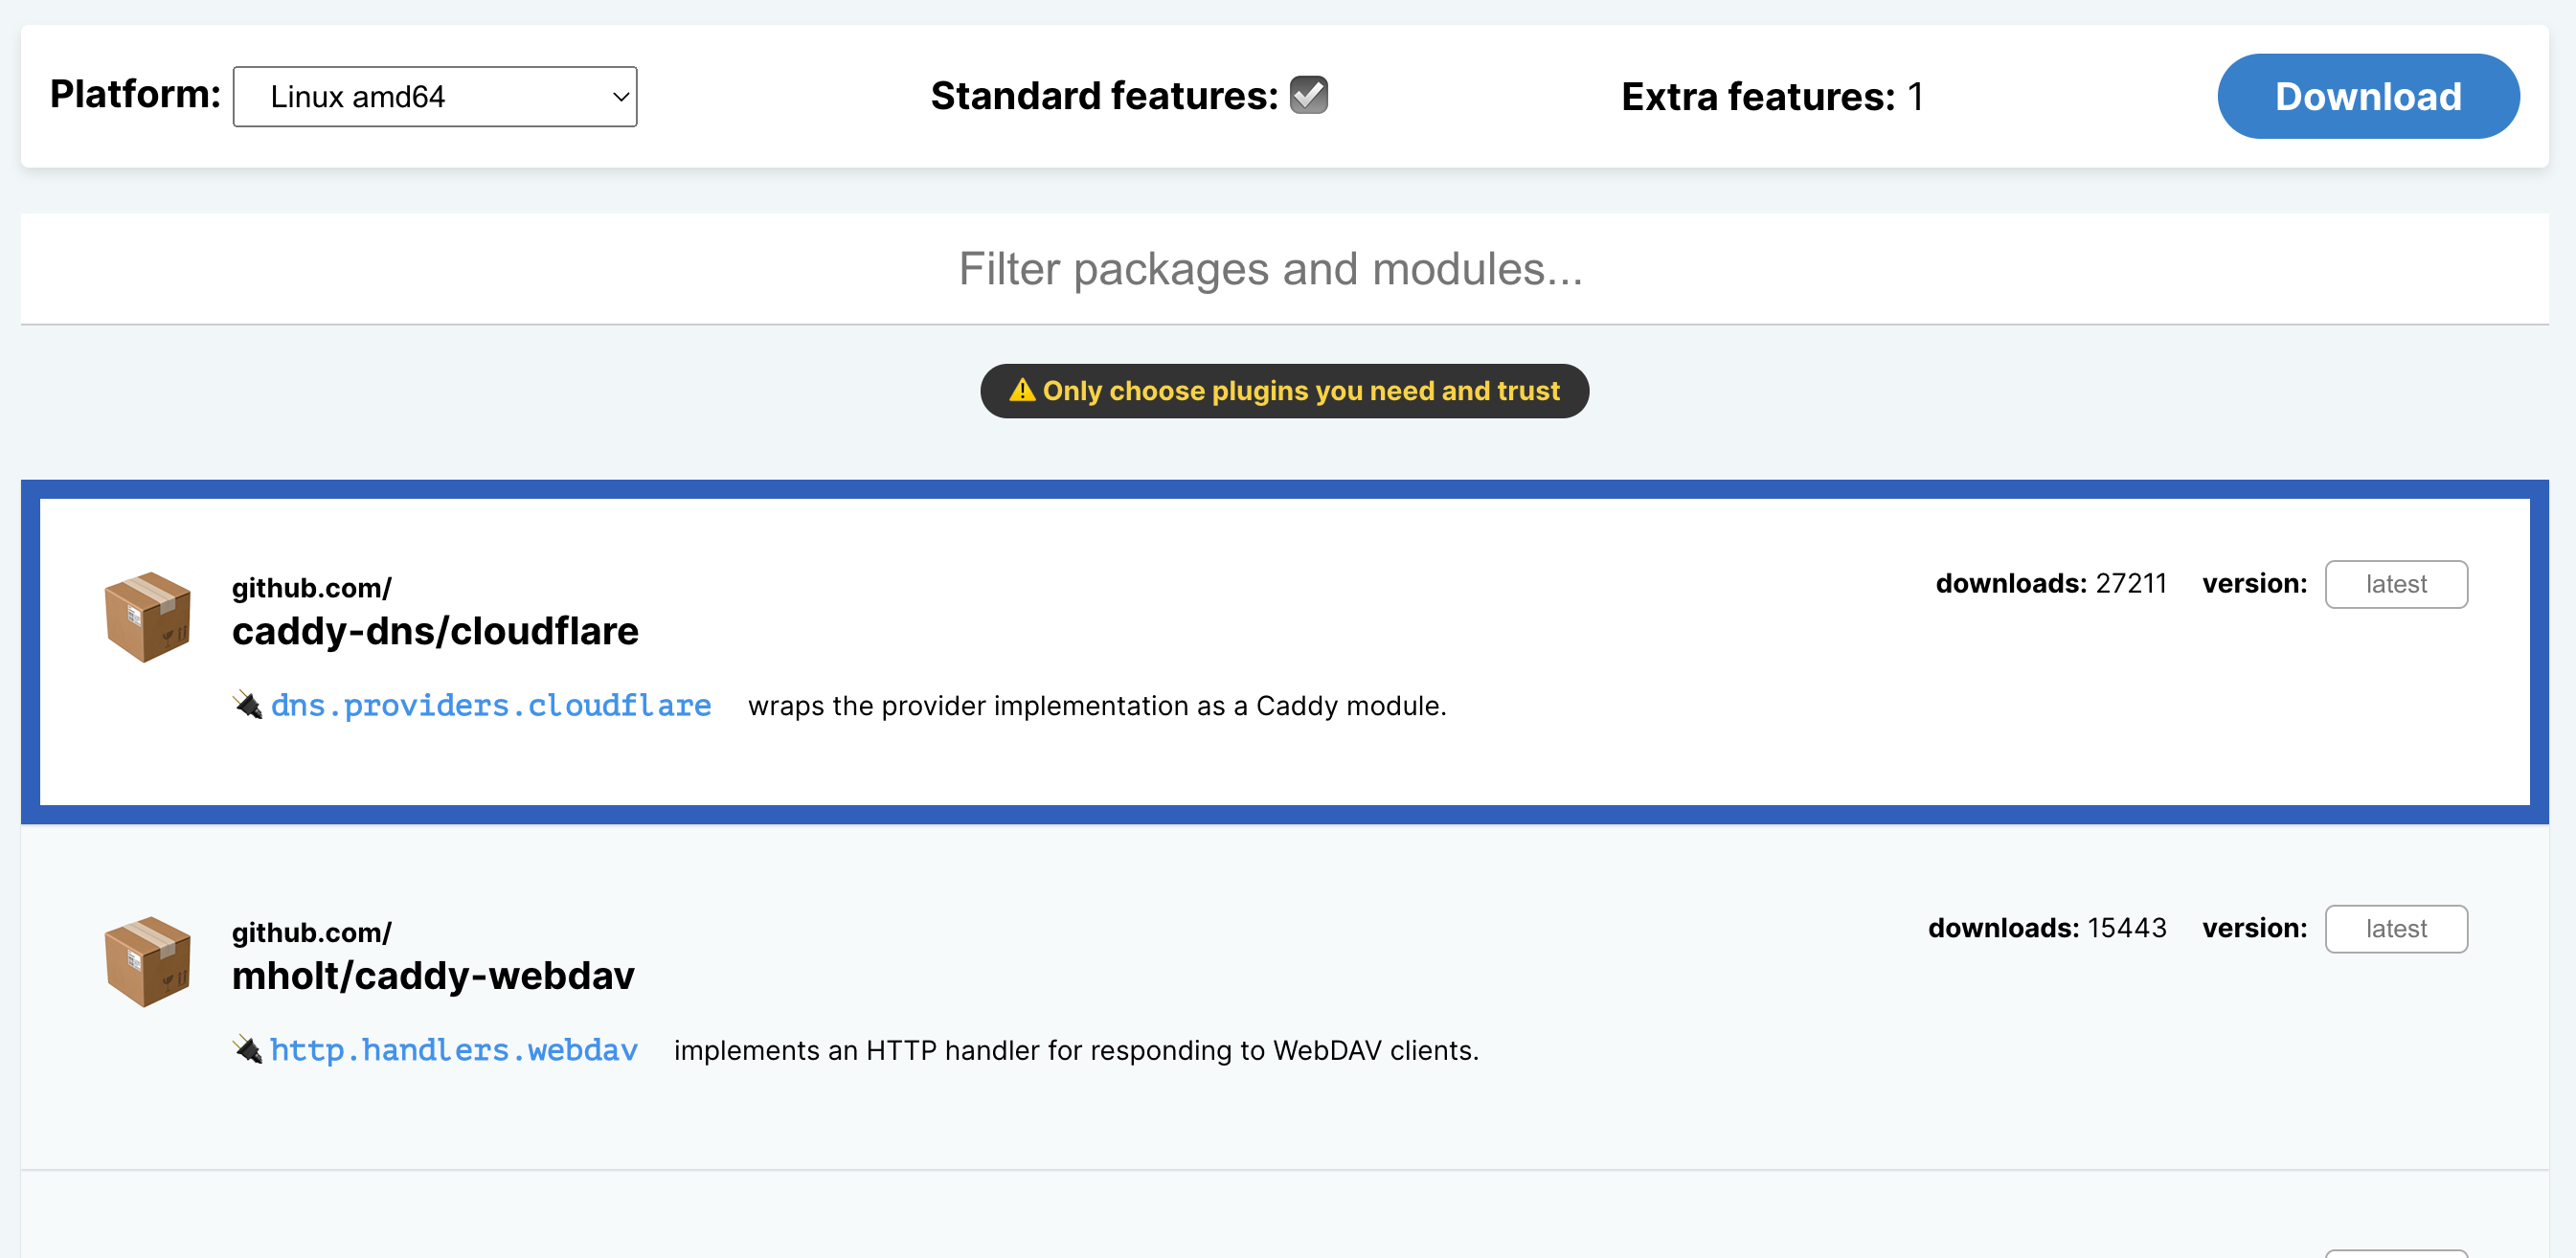 Platform: Linux amd64 Standard features: Extra features: 1 Download
Filter packages and modules...
Only choose plugins you need and trust
github.com/
caddy-dns/cloudflare
downloads: 27211 version: latest
dns.providers.cloudflare wraps the provider implementation as a Caddy module.
github.com/
mholt/caddy-webdav
downloads: 15443 version: latest
http.handlers.webdav implements an HTTP handler for responding to WebDAV clients.